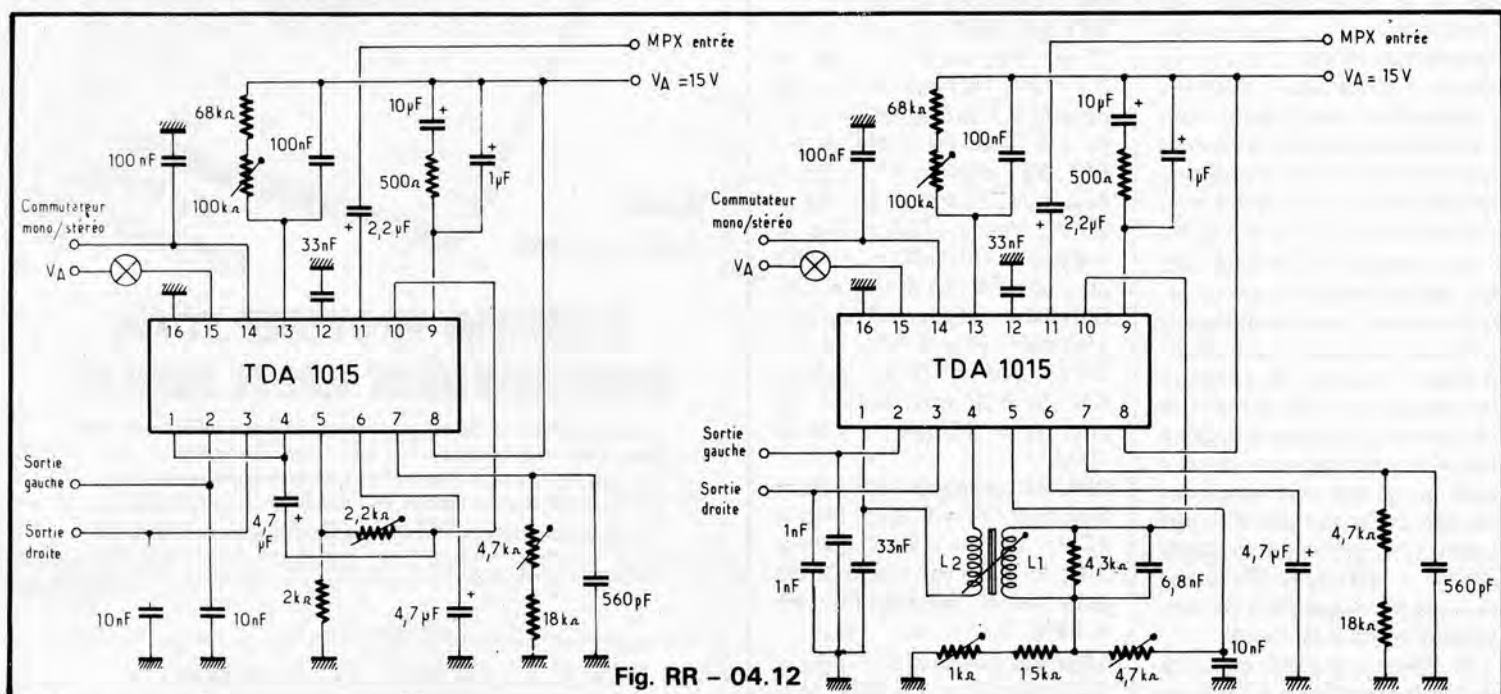 MPX entrée
VA = 15 V
68kΩ
10µF +
100 nF
100nF
500Ω
+ 1µF
100kΩ
Commutateur
mono/stéréo
33nF
+ 2,2µF
VA
16 15 14 13 12 11 10 9
TDA 1015
1 2 3 4 5 6 7 8
Sortie
gauche
Sortie
droite
4,7
µF +
2,2kΩ
4,7kΩ
2kΩ
4,7µF +
18kΩ
560pF
10nF
10nF
MPX entrée
VA = 15V
68kΩ
10µF +
100nF
100nF
500Ω
+ 1µF
100kΩ
Commutateur
mono/stéréo
33nF
+ 2,2µF
VA
16 15 14 13 12 11 10 9
TDA 1015
1 2 3 4 5 6 7 8
Sortie
gauche
Sortie
droite
1nF
33nF
1nF
L2
L1
4,3kΩ
6,8nF
4,7µF +
4,7kΩ
560pF
18kΩ
1kΩ
15kΩ
4,7kΩ
10nF
Fig. RR - 04.12